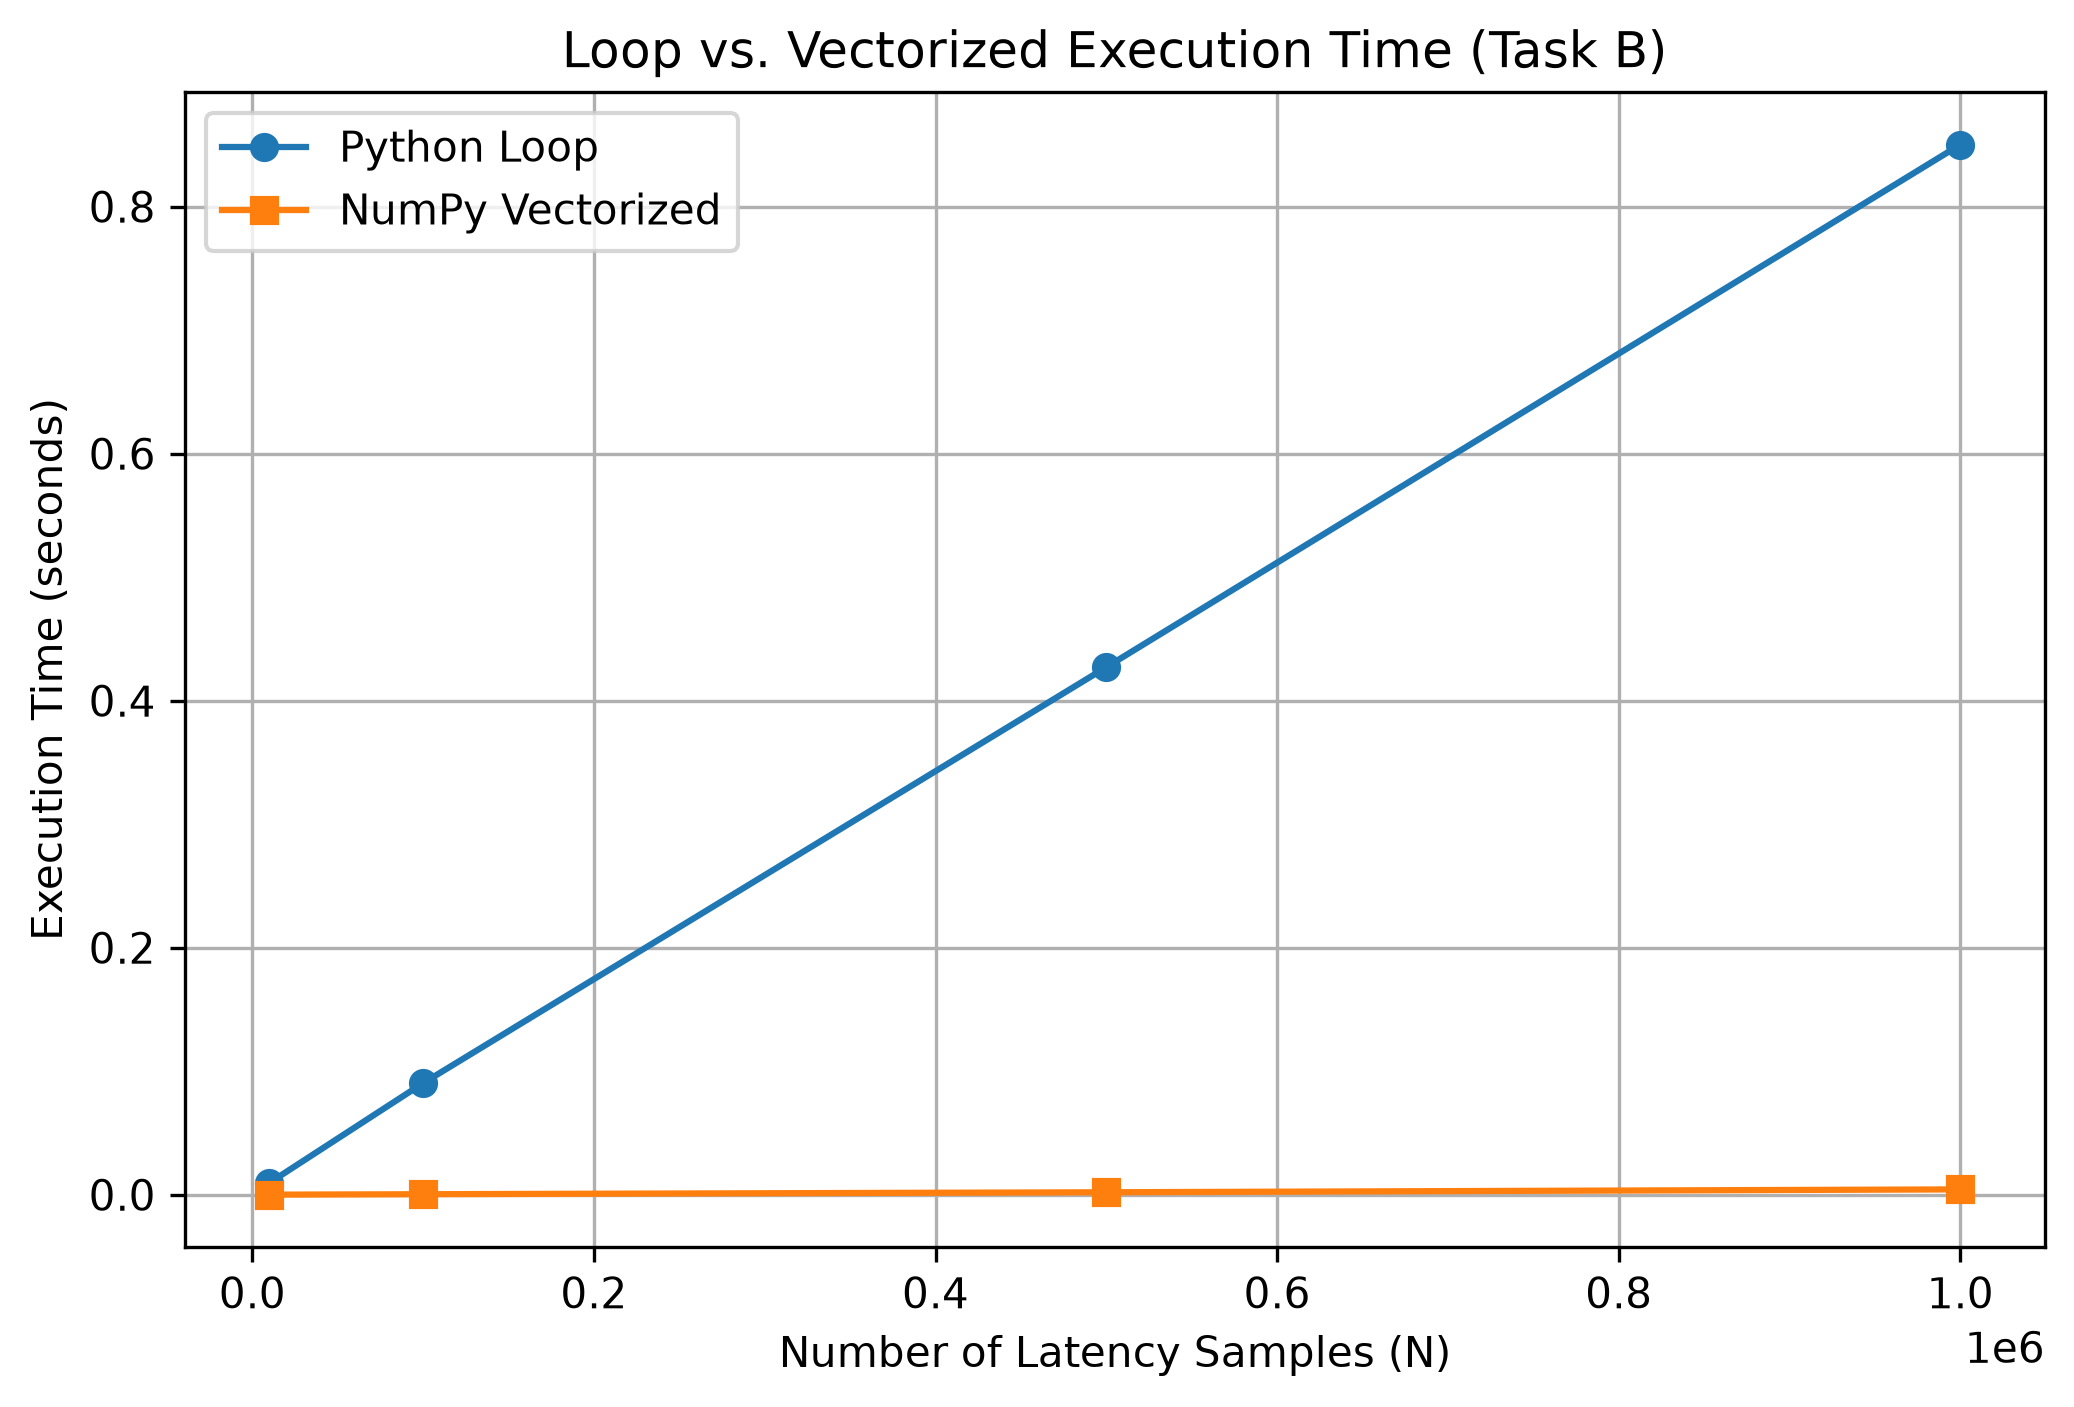 Loop vs. Vectorized Execution Time (Task B)
Python Loop
NumPy Vectorized
Execution Time (seconds)
0.8
0.6
0.4
0.2
0.0
0.0 0.2 0.4 0.6 0.8 1.0
1e6
Number of Latency Samples (N)